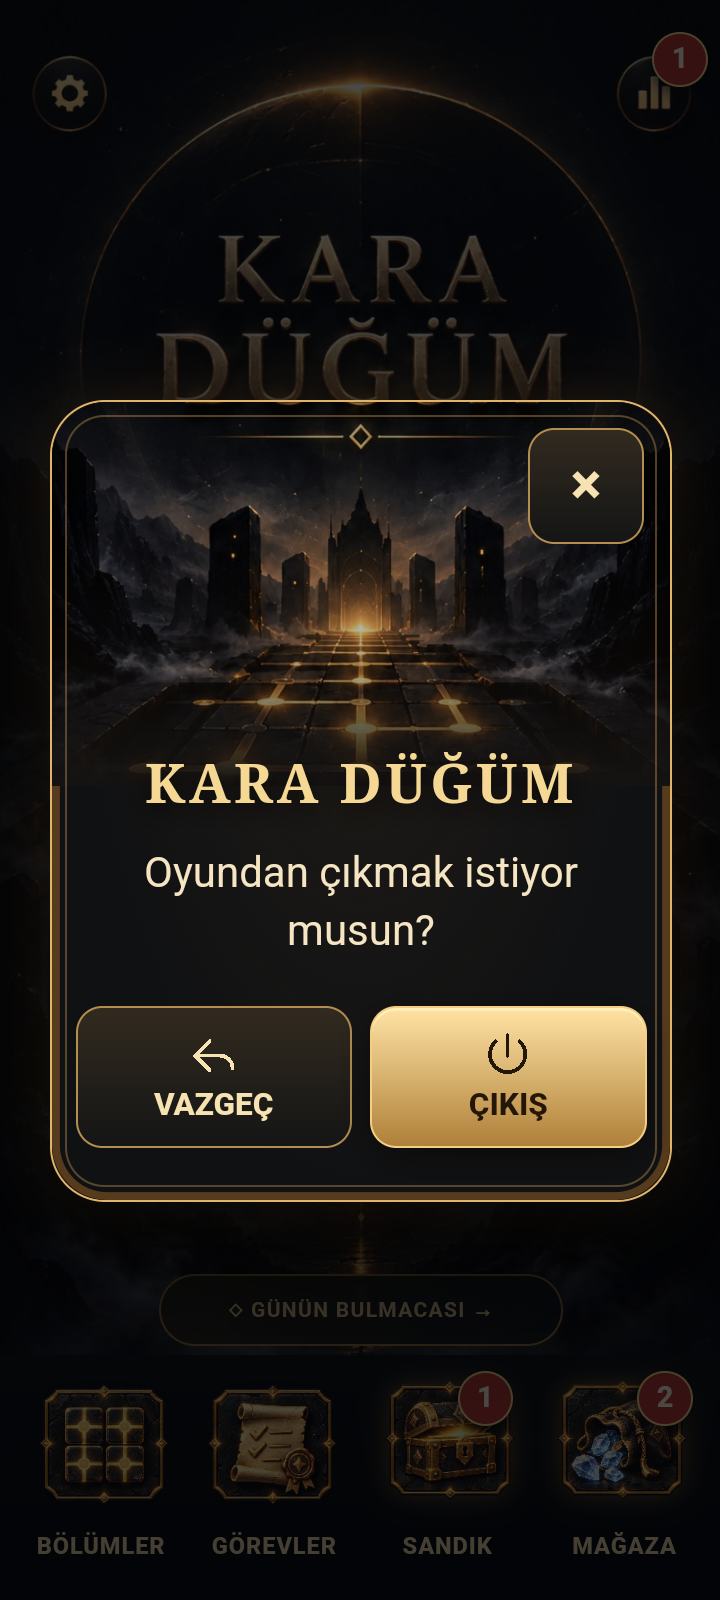 1
KARA
DÜĞÜM
KARA DÜĞÜM
Oyundan çıkmak istiyor
musun?
VAZGEÇ
ÇIKIŞ
GÜNÜN BULMACASI →
1
2
BÖLÜMLER
GÖREVLER
SANDIK
MAĞAZA